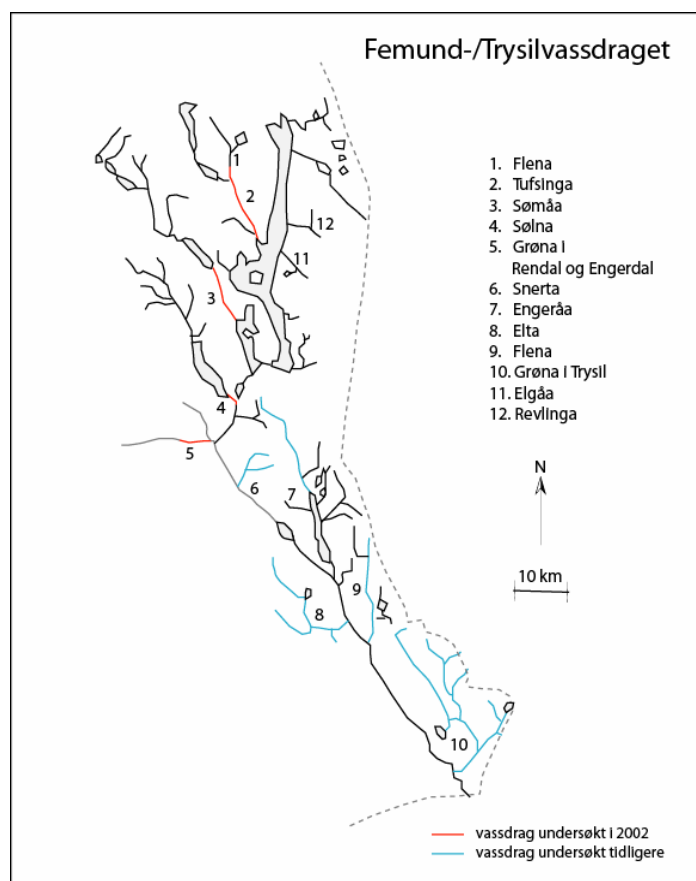 Femund-/Trysilvassdraget
1. Flena
2. Tufsinga
3. Sømåa
4. Sølna
5. Grøna i
Rendal og Engerdal
6. Snerta
7. Engeråa
8. Elta
9. Flena
10. Grøna i Trysil
11. Elgåa
12. Revlinga
1
2
12
11
3
4
5
6
7
9
8
10
N
10 km
vassdrag undersøkt i 2002
vassdrag undersøkt tidligere